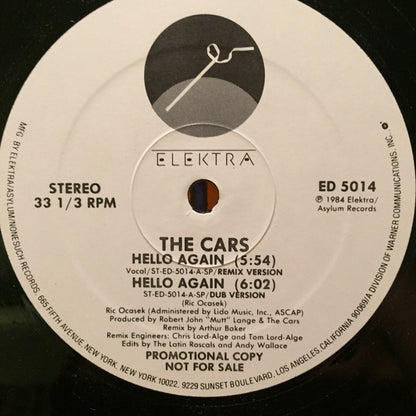 ELEKTRA
STEREO
33 1/3 RPM
ED 5014
℗ 1984 Elektra/
Asylum Records
THE CARS
HELLO AGAIN (5:54)
Vocal/ST-ED-5014-A-SP/REMIX VERSION
HELLO AGAIN (6:02)
ST-ED-5014-A-SP/DUB VERSION
(Ric Ocasek)
Ric Ocasek (Administered by Lido Music, Inc., ASCAP)
Produced by Robert John "Mutt" Lange & The Cars
Remix by Arthur Baker
Remix Engineers: Chris Lord-Alge and Tom Lord-Alge
Edits by The Latin Rascals and Andy Wallace
PROMOTIONAL COPY
NOT FOR SALE
MFG. BY ELEKTRA/ASYLUM/NONESUCH RECORDS, 665 FIFTH AVENUE, NEW YORK, NEW YORK 10022. 9229 SUNSET BOULEVARD, LOS ANGELES, CALIFORNIA 90069/A DIVISION OF WARNER COMMUNICATIONS, INC.